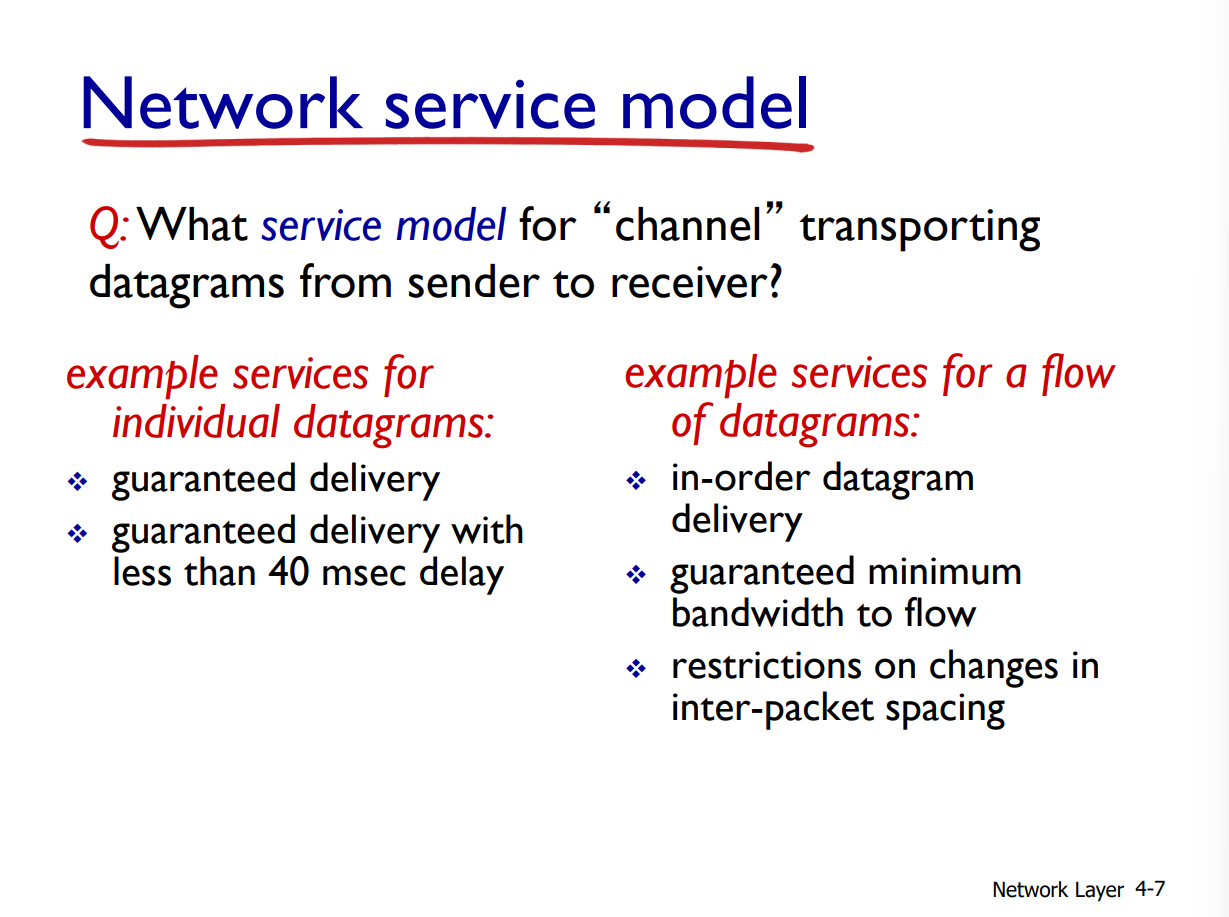 Network service model
Q: What service model for “channel” transporting
datagrams from sender to receiver?
example services for
individual datagrams:
❖ guaranteed delivery
❖ guaranteed delivery with
less than 40 msec delay
example services for a flow
of datagrams:
❖ in-order datagram
delivery
❖ guaranteed minimum
bandwidth to flow
❖ restrictions on changes in
inter-packet spacing
Network Layer 4-7